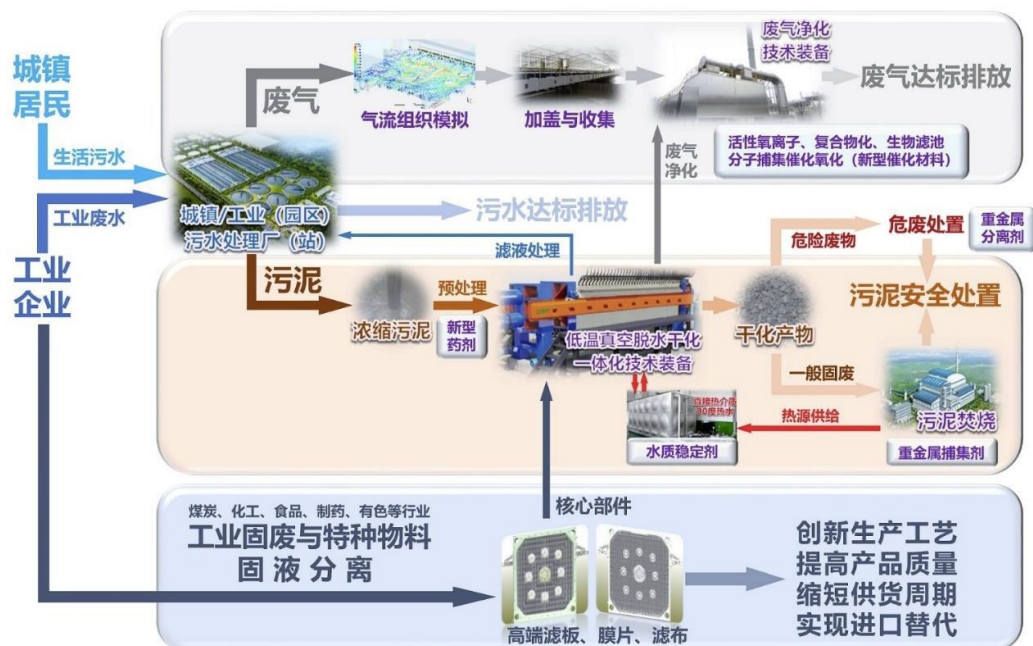 城镇
居民
生活污水
工业废水
工业
企业
废气
气流组织模拟
加盖与收集
废气净化
技术装备
废气达标排放
废气
净化
活性氧离子、复合物化、生物滤池
分子捕集催化氧化（新型催化材料）
城镇/工业（园区）
污水处理厂（站）
污水达标排放
滤液处理
污泥
浓缩污泥
预处理
新型
药剂
低温真空脱水干化
一体化技术装备
干化产物
危险废物
危废处置
重金属
分离剂
污泥安全处置
一般固废
污泥焚烧
重金属捕集剂
热源供给
直接热介质
90度热水
水质稳定剂
核心部件
煤炭、化工、食品、制药、有色等行业
工业固废与特种物料
固液分离
高端滤板、膜片、滤布
创新生产工艺
提高产品质量
缩短供货周期
实现进口替代